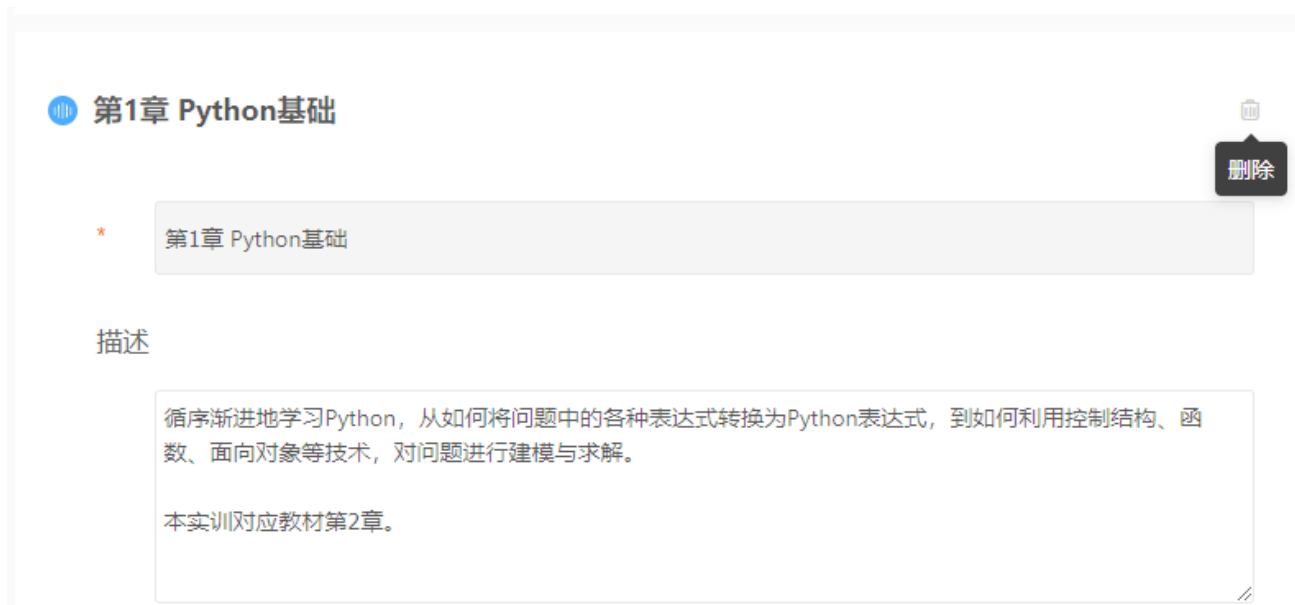 第1章 Python基础
删除
* 第1章 Python基础
描述
循序渐进地学习Python，从如何将问题中的各种表达式转换为Python表达式，到如何利用控制结构、函
数、面向对象等技术，对问题进行建模与求解。
本实训对应教材第2章。